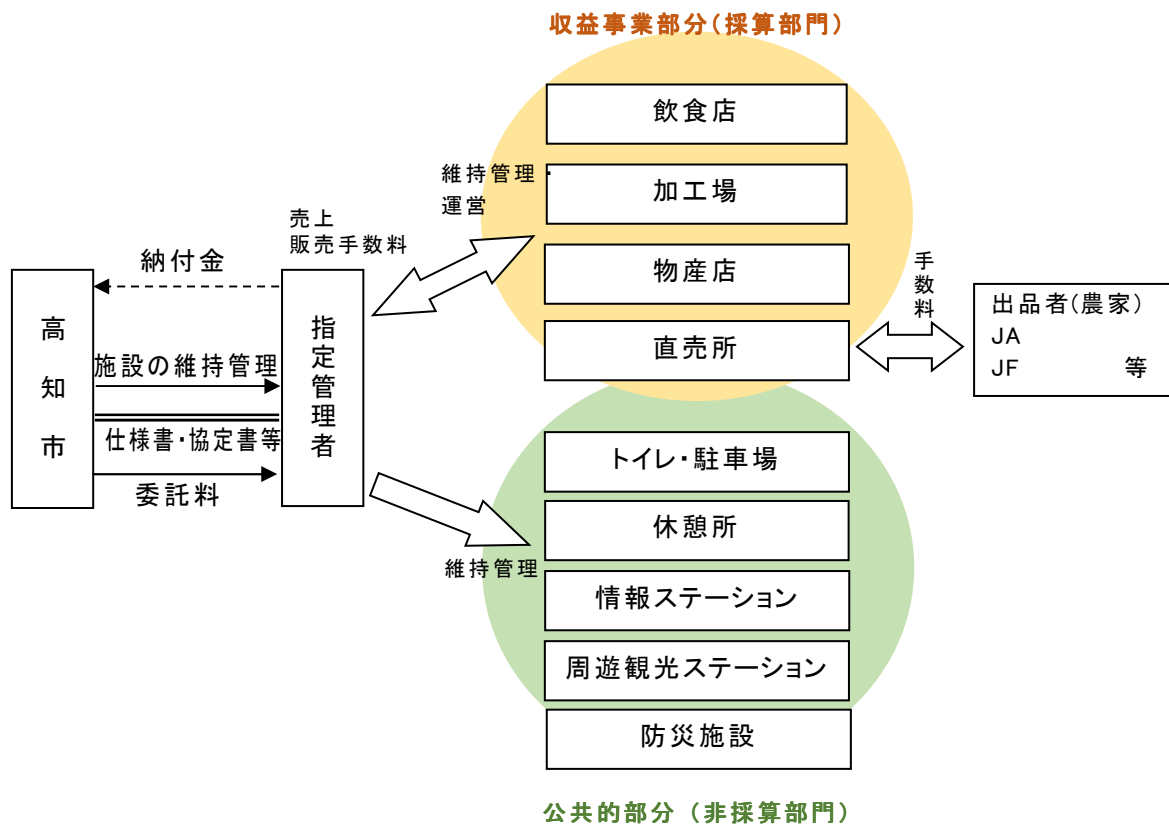 収益事業部分(採算部門)
飲食店
加工場
物産店
直売所
維持管理・
運営
売上
販売手数料
納付金
高知市
施設の維持管理
仕様書・協定書等
委託料
指定管理者
手数料
出品者(農家)
JA
JF 等
トイレ・駐車場
休憩所
情報ステーション
周遊観光ステーション
防災施設
維持管理
公共的部分(非採算部門)